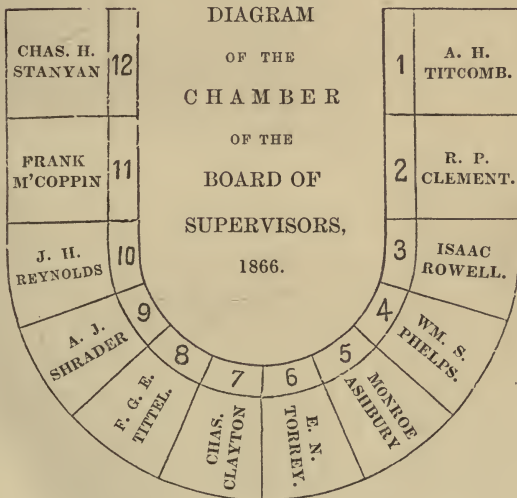 DIAGRAM
OF THE
CHAMBER
OF THE
BOARD OF
SUPERVISORS,
1866.
1
A. H.
TITCOMB.
2
R. P.
CLEMENT.
3
ISAAC
ROWELL.
4
WM. S.
PHELPS.
5
MONROE
ASHBURY
6
E. N.
TORREY.
7
CHAS.
CLAYTON
8
F. G. E.
TITTEL.
9
A. J.
SHRADER
10
J. H.
REYNOLDS
11
FRANK
M'COPPIN
12
CHAS. H.
STANYAN